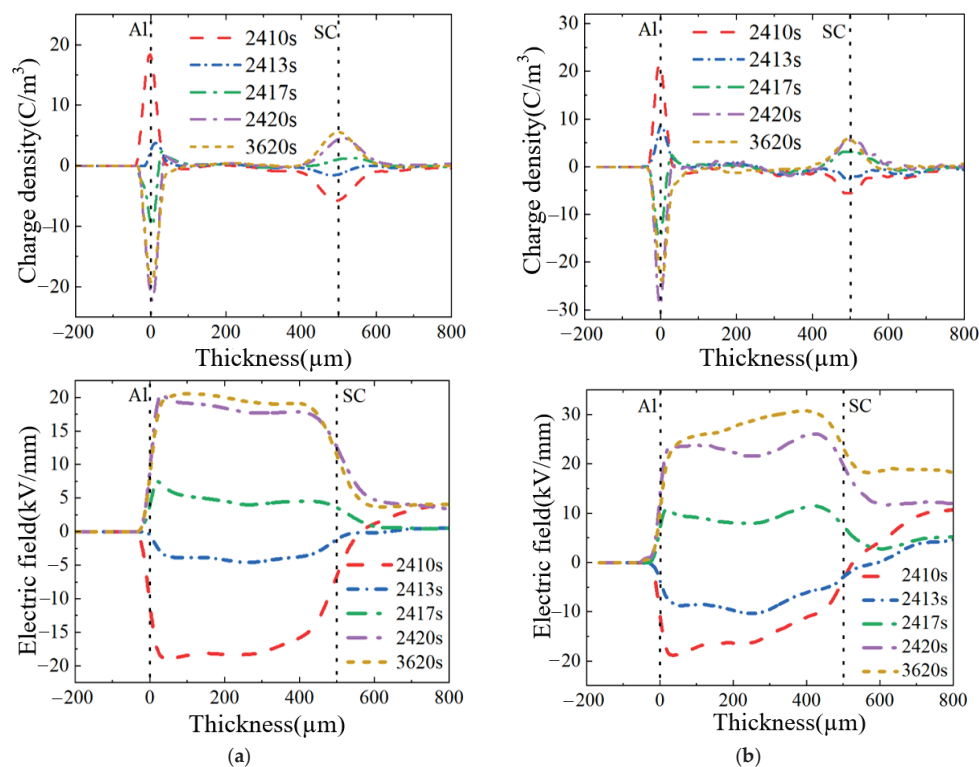 Al
SC
2410s
2413s
2417s
2420s
3620s
Charge density(C/m³)
20
10
0
−10
−20
−200 0 200 400 600 800
Thickness(µm)
Al
SC
2410s
2413s
2417s
2420s
3620s
Charge density(C/m³)
30
20
10
0
−10
−20
−30
−200 0 200 400 600 800
Thickness(µm)
Al
SC
Electric field(kV/mm)
20
15
10
5
0
−5
−10
−15
−20
2410s
2413s
2417s
2420s
3620s
−200 0 200 400 600 800
Thickness(µm)
(a)
Al
SC
Electric field(kV/mm)
30
20
10
0
−10
−20
2410s
2413s
2417s
2420s
3620s
−200 −100 0 100 200 300 400 500 600 700 800
Thickness(µm)
(b)